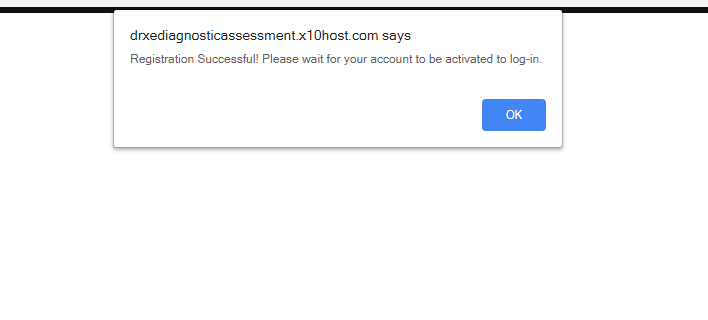 drxediagnosticassessment.x10host.com says
Registration Successful! Please wait for your account to be activated to log-in.
OK